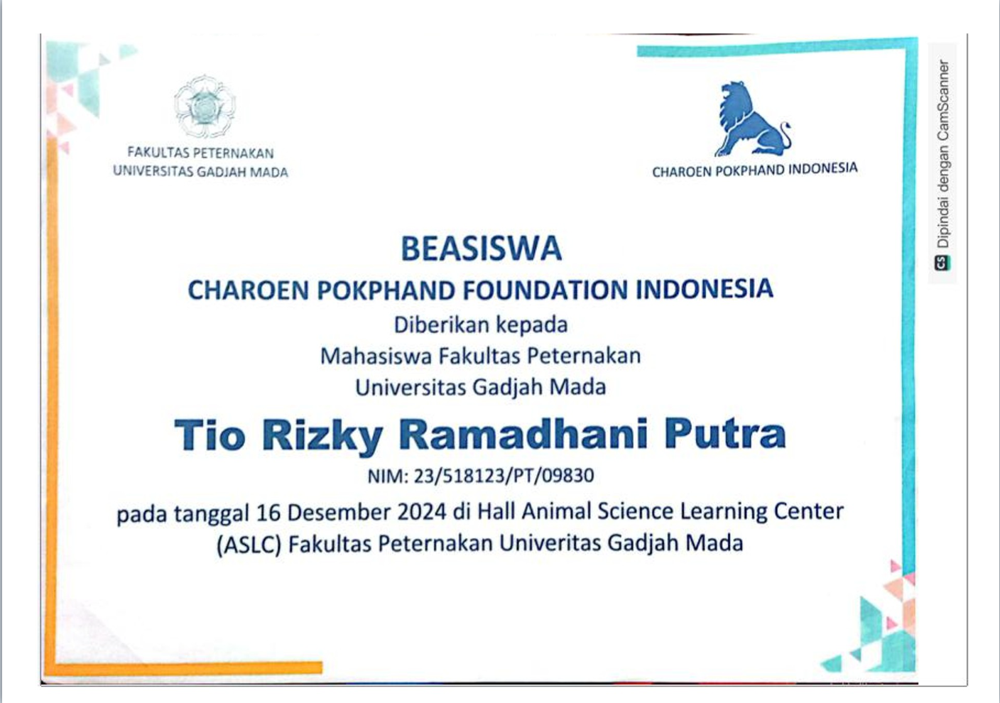 FAKULTAS PETERNAKAN
UNIVERSITAS GADJAH MADA
CHAROEN POKPHAND INDONESIA
BEASISWA
CHAROEN POKPHAND FOUNDATION INDONESIA
Diberikan kepada
Mahasiswa Fakultas Peternakan
Universitas Gadjah Mada
Tio Rizky Ramadhani Putra
NIM: 23/518123/PT/09830
pada tanggal 16 Desember 2024 di Hall Animal Science Learning Center
(ASLC) Fakultas Peternakan Univeritas Gadjah Mada
CS Dipindai dengan CamScanner